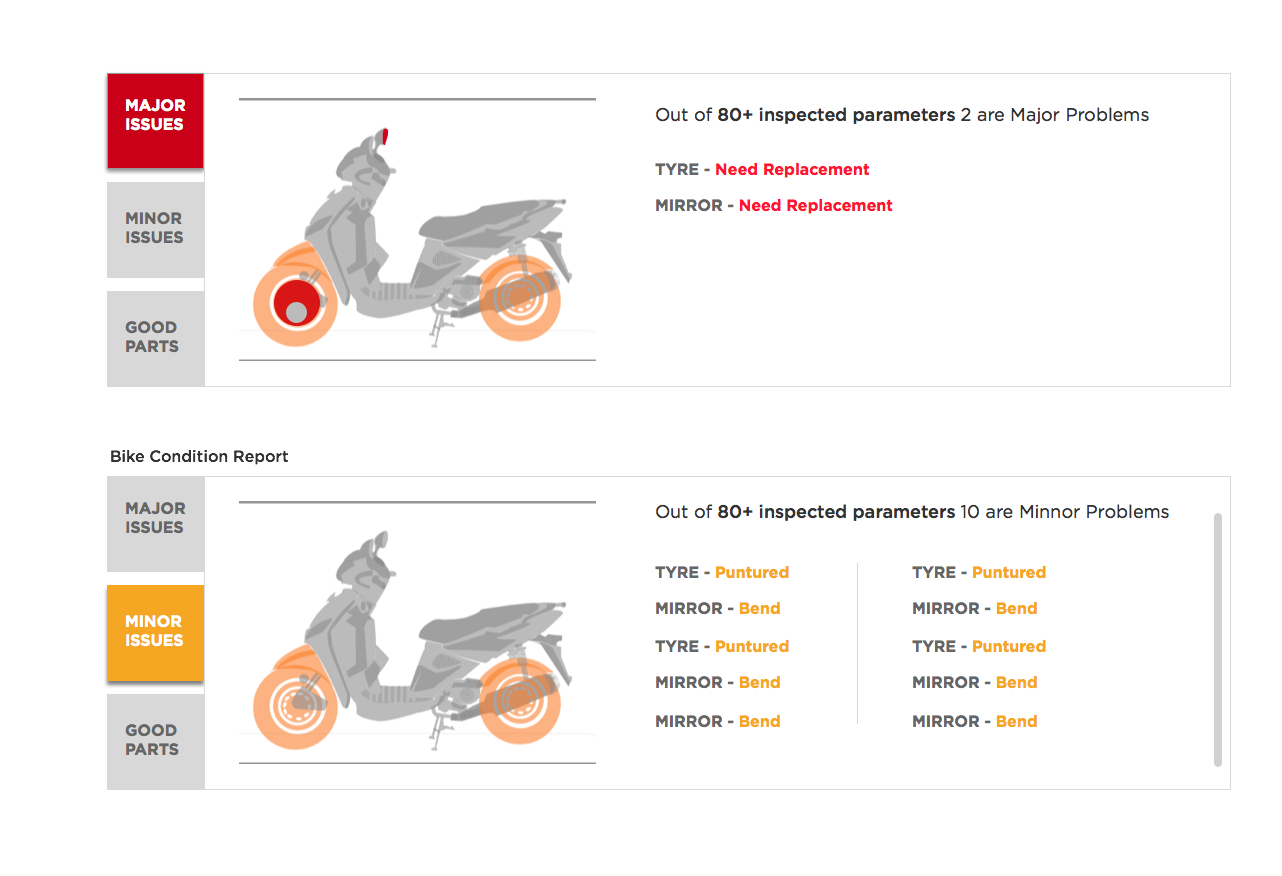 MAJOR
ISSUES
MINOR
ISSUES
GOOD
PARTS
Out of 80+ inspected parameters 2 are Major Problems
TYRE - Need Replacement
MIRROR - Need Replacement
Bike Condition Report
MAJOR
ISSUES
MINOR
ISSUES
GOOD
PARTS
Out of 80+ inspected parameters 10 are Minnor Problems
TYRE - Puntured
MIRROR - Bend
TYRE - Puntured
MIRROR - Bend
MIRROR - Bend
TYRE - Puntured
MIRROR - Bend
TYRE - Puntured
MIRROR - Bend
MIRROR - Bend